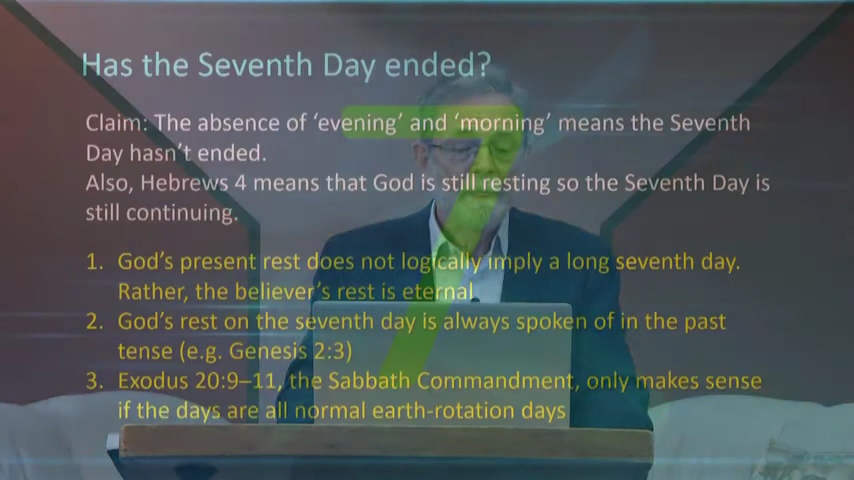 Has the Seventh Day ended?
Claim: The absence of ‘evening’ and ‘morning’ means the Seventh
Day hasn’t ended.
Also, Hebrews 4 means that God is still resting so the Seventh Day is
still continuing.
1. God’s present rest does not logically imply a long seventh day.
Rather, the believer’s rest is eternal
2. God’s rest on the seventh day is always spoken of in the past
tense (e.g. Genesis 2:3)
3. Exodus 20:9–11, the Sabbath Commandment, only makes sense
if the days are all normal earth-rotation days